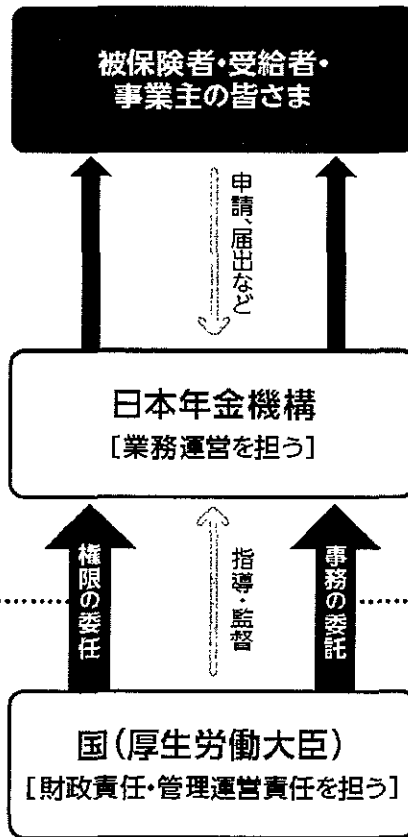 被保険者・受給者・
事業主の皆さま
申請、届出など
日本年金機構
[業務運営を担う]
権限の委任
指導・監督
事務の委託
国(厚生労働大臣)
[財政責任・管理運営責任を担う]